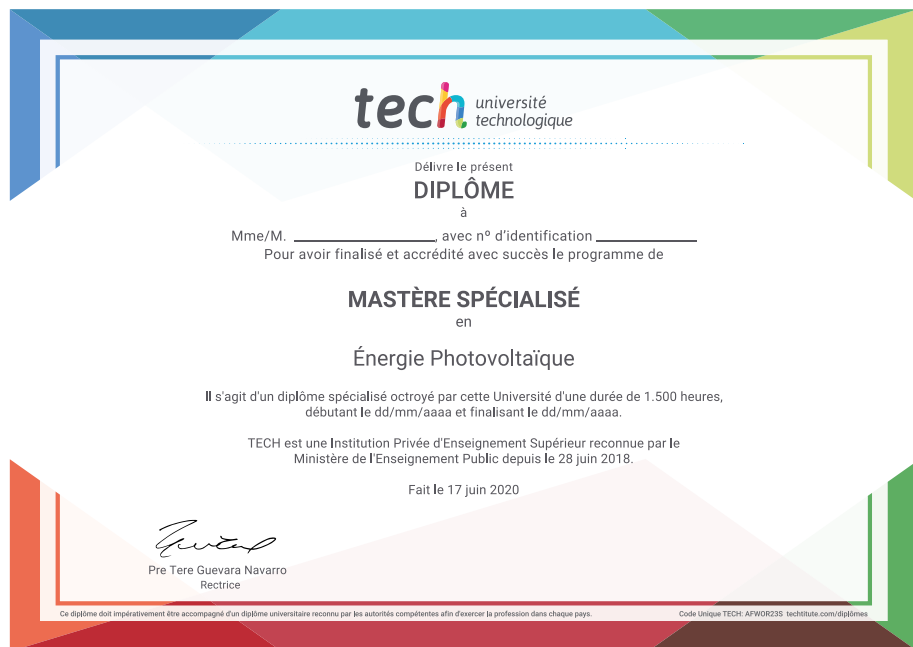 tech université
technologique
Délivre le présent
DIPLÔME
à
Mme/M. ____________, avec nº d'identification ____________
Pour avoir finalisé et accrédité avec succès le programme de
MASTÈRE SPÉCIALISÉ
en
Énergie Photovoltaïque
Il s'agit d'un diplôme spécialisé octroyé par cette Université d'une durée de 1.500 heures,
débutant le dd/mm/aaaa et finalisant le dd/mm/aaaa.
TECH est une Institution Privée d'Enseignement Supérieur reconnue par le
Ministère de l'Enseignement Public depuis le 28 juin 2018.
Fait le 17 juin 2020
Pre Tere Guevara Navarro
Rectrice
Ce diplôme doit impérativement être accompagné d'un diplôme universitaire reconnu par les autorités compétentes afin d'exercer la profession dans chaque pays.
Code Unique TECH: AFWOR23S techtitute.com/diplômes